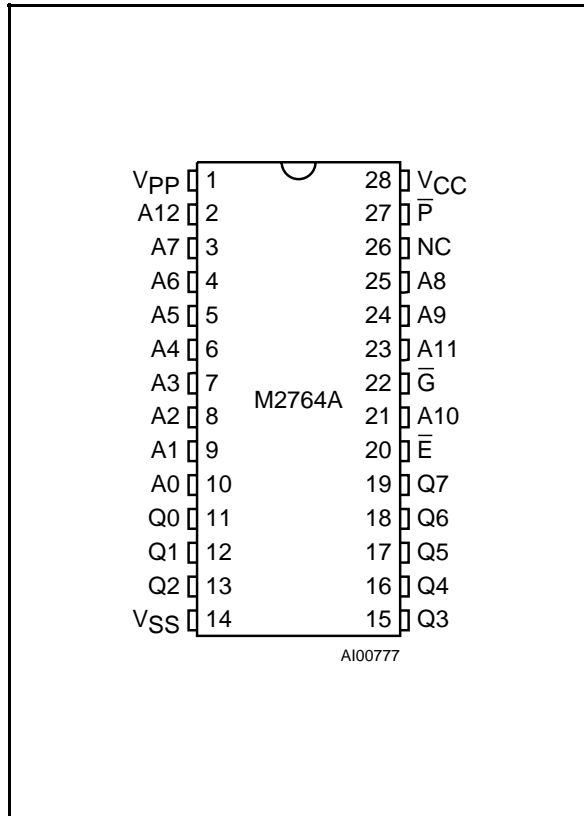 VPP 1 28 VCC
A12 2 27 P̅
A7 3 26 NC
A6 4 25 A8
A5 5 24 A9
A4 6 23 A11
A3 7 22 G̅
M2764A
A2 8 21 A10
A1 9 20 E̅
A0 10 19 Q7
Q0 11 18 Q6
Q1 12 17 Q5
Q2 13 16 Q4
VSS 14 15 Q3
AI00777